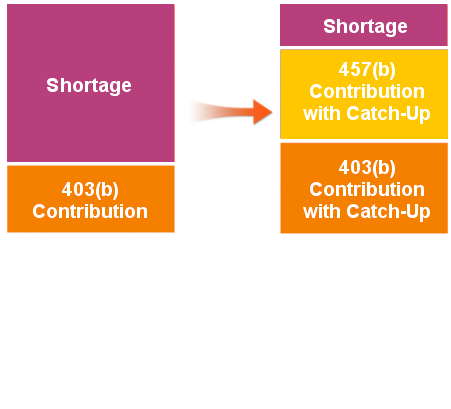 Shortage
403(b)
Contribution
Shortage
457(b)
Contribution
with Catch-Up
403(b)
Contribution
with Catch-Up